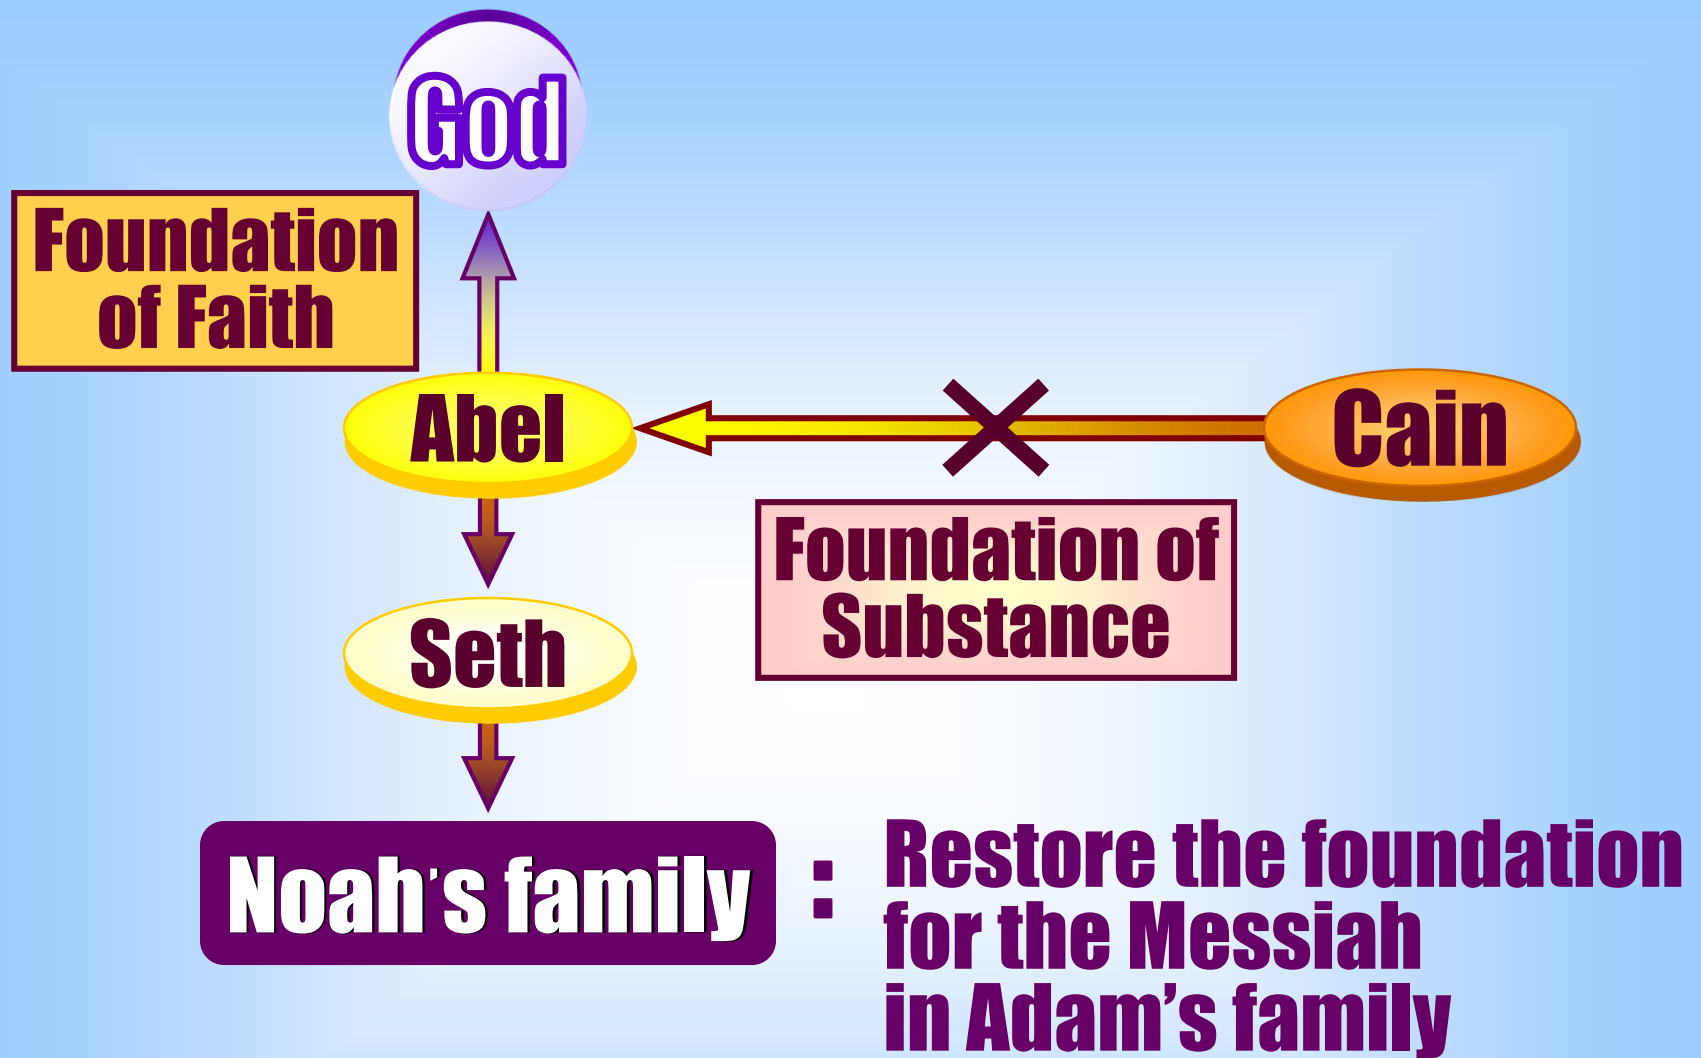 God
Foundation
of Faith
Abel
Cain
Foundation of
Substance
Seth
Noah's family
:
Restore the foundation
for the Messiah
in Adam’s family